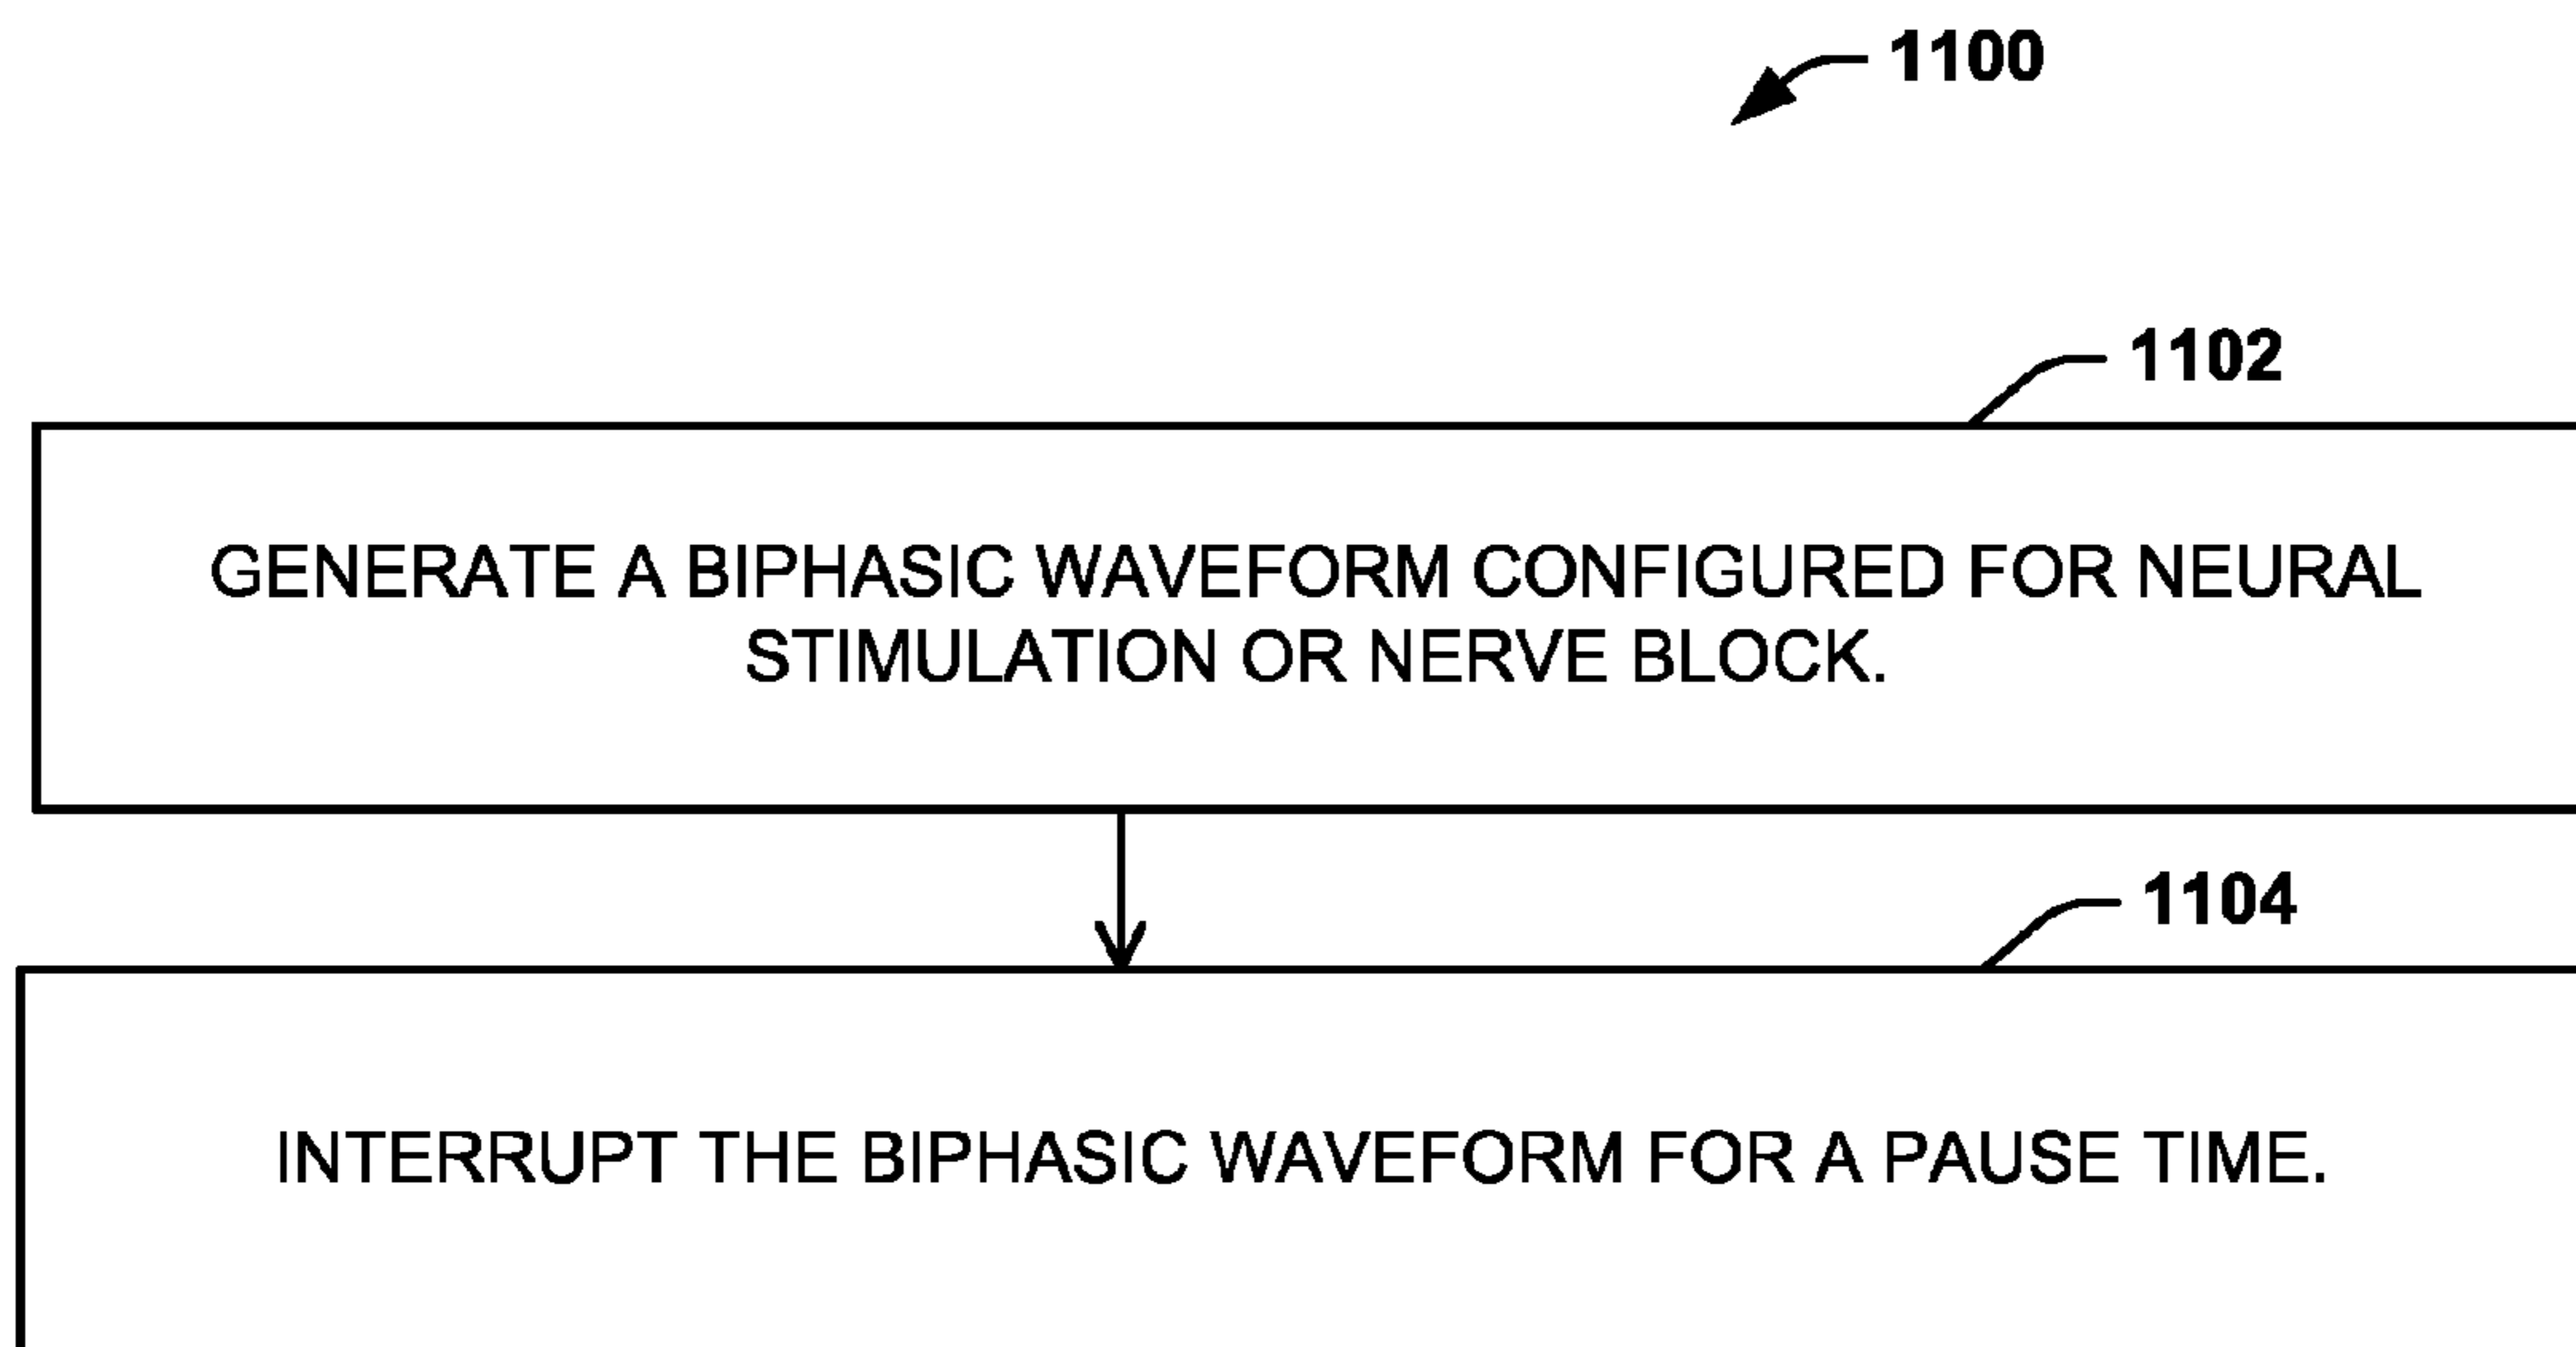 1100
1102
GENERATE A BIPHASIC WAVEFORM CONFIGURED FOR NEURAL
STIMULATION OR NERVE BLOCK.
1104
INTERRUPT THE BIPHASIC WAVEFORM FOR A PAUSE TIME.